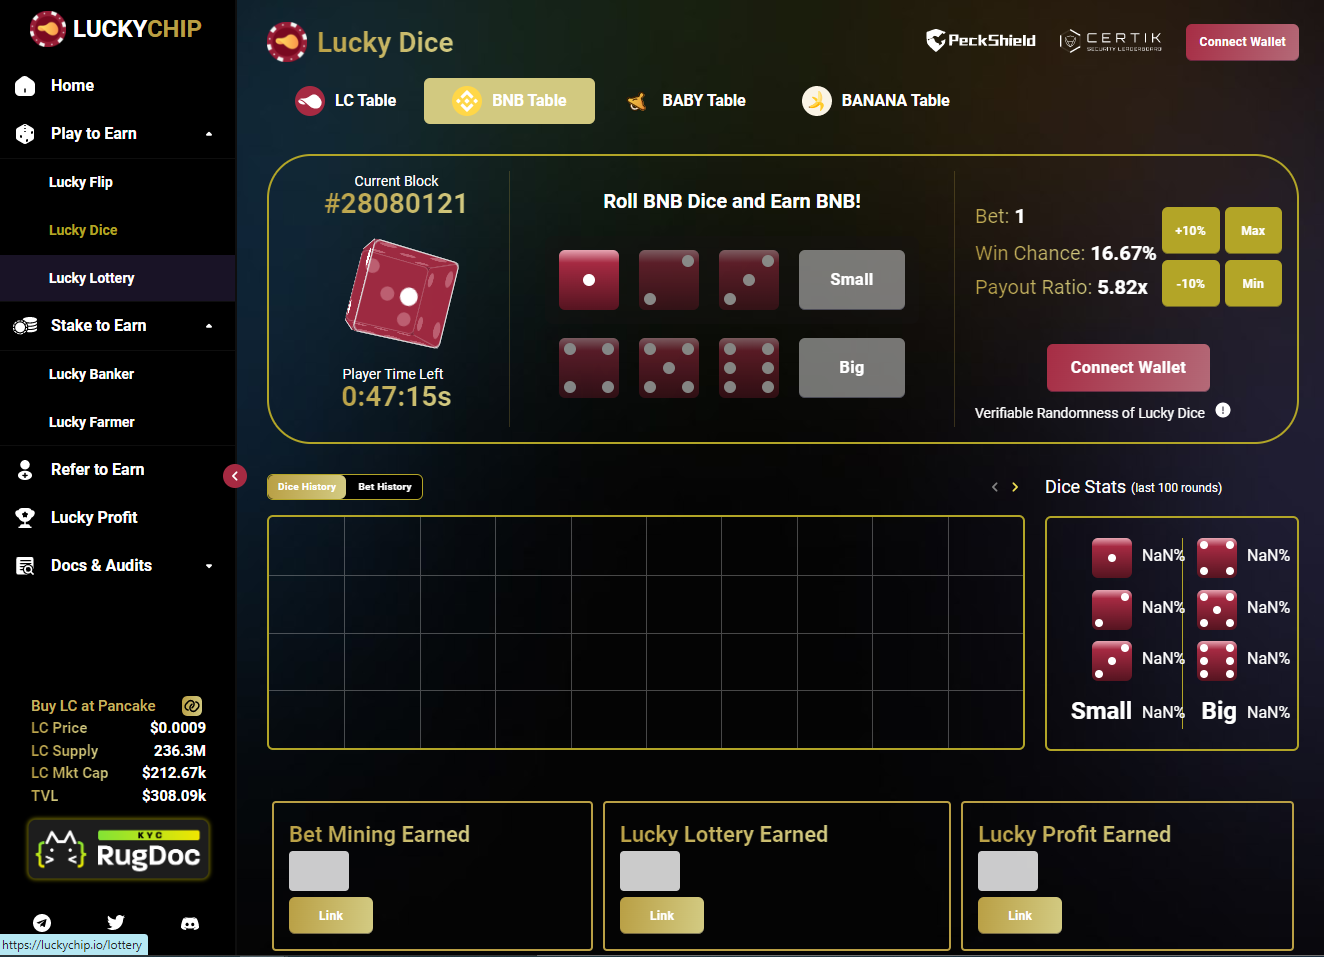 LUCKYCHIP
Home
Play to Earn
Lucky Flip
Lucky Dice
Lucky Lottery
Stake to Earn
Lucky Banker
Lucky Farmer
Refer to Earn
Lucky Profit
Docs & Audits
Buy LC at Pancake
LC Price $0.0009
LC Supply 236.3M
LC Mkt Cap $212.67k
TVL $308.09k
KYC
RugDoc
https://luckychip.io/lottery
Lucky Dice
PeckShield
CERTIK
SECURITY LEADERBOARD
Connect Wallet
LC Table
BNB Table
BABY Table
BANANA Table
Current Block
#28080121
Player Time Left
0:47:15s
Roll BNB Dice and Earn BNB!
Small
Big
Bet: 1
Win Chance: 16.67%
Payout Ratio: 5.82x
+10%
Max
-10%
Min
Connect Wallet
Verifiable Randomness of Lucky Dice
Dice History
Bet History
Dice Stats (last 100 rounds)
NaN% NaN%
NaN% NaN%
NaN% NaN%
Small NaN% Big NaN%
Bet Mining Earned
Link
Lucky Lottery Earned
Link
Lucky Profit Earned
Link